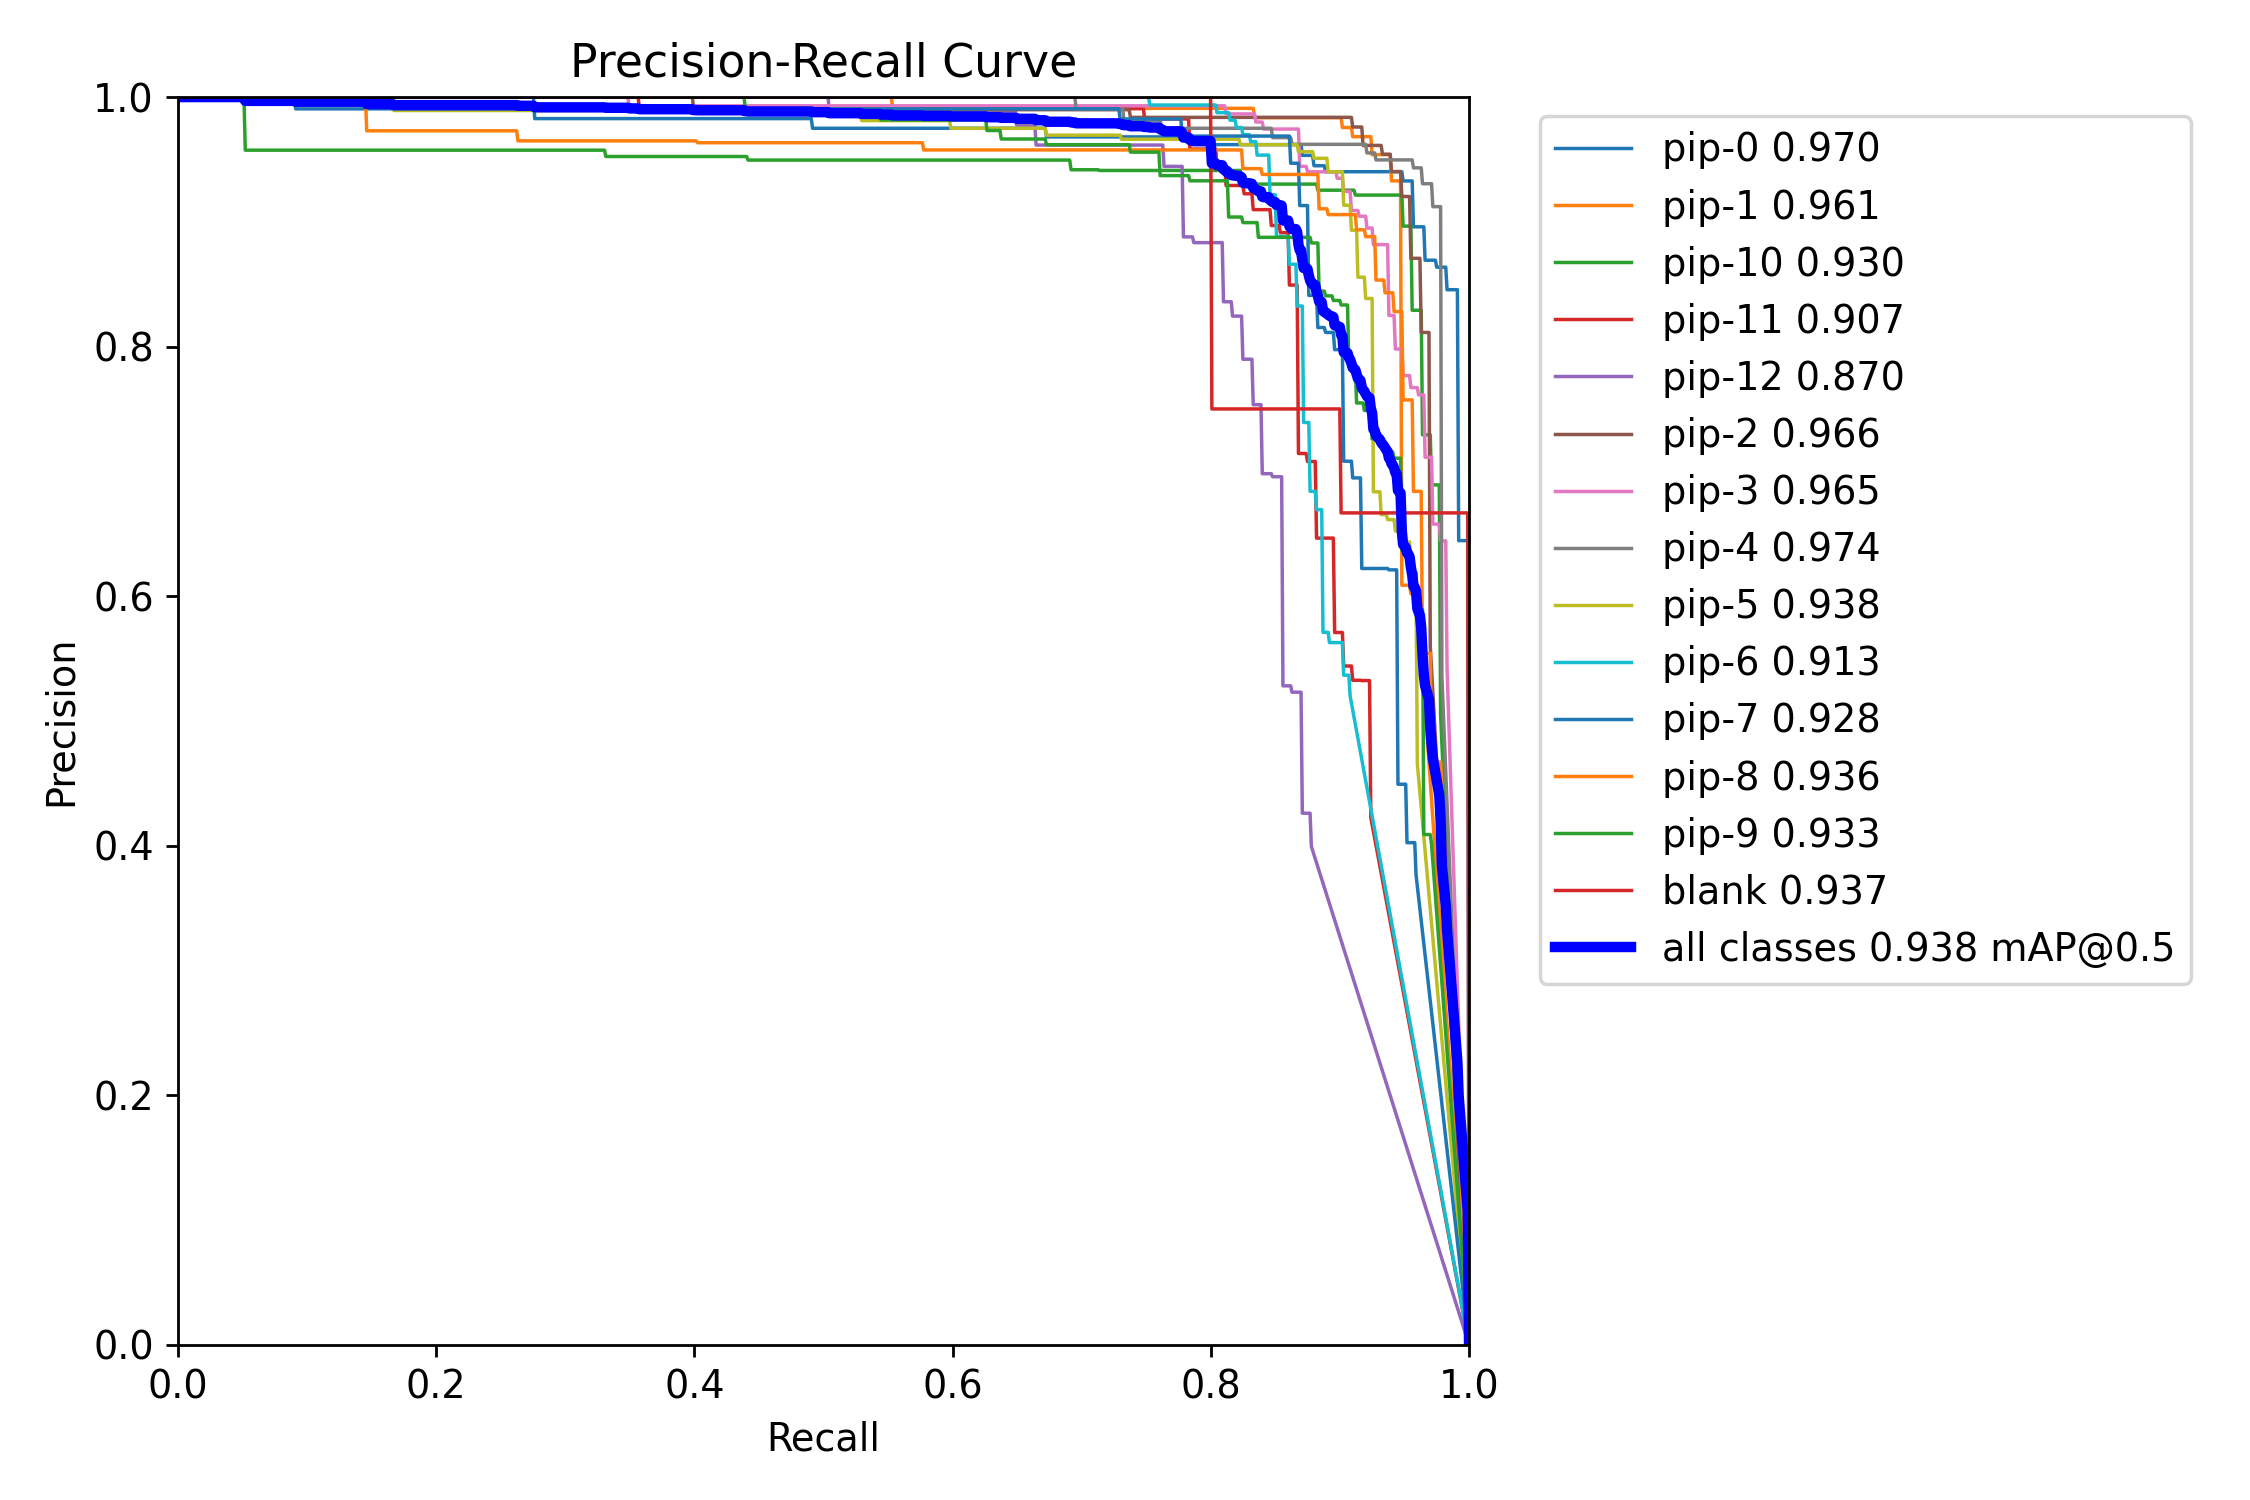 Precision-Recall Curve
1.0
0.8
0.6
0.4
0.2
0.0
Precision
0.0 0.2 0.4 0.6 0.8 1.0
Recall
pip-0 0.970
pip-1 0.961
pip-10 0.930
pip-11 0.907
pip-12 0.870
pip-2 0.966
pip-3 0.965
pip-4 0.974
pip-5 0.938
pip-6 0.913
pip-7 0.928
pip-8 0.936
pip-9 0.933
blank 0.937
all classes 0.938 mAP@0.5